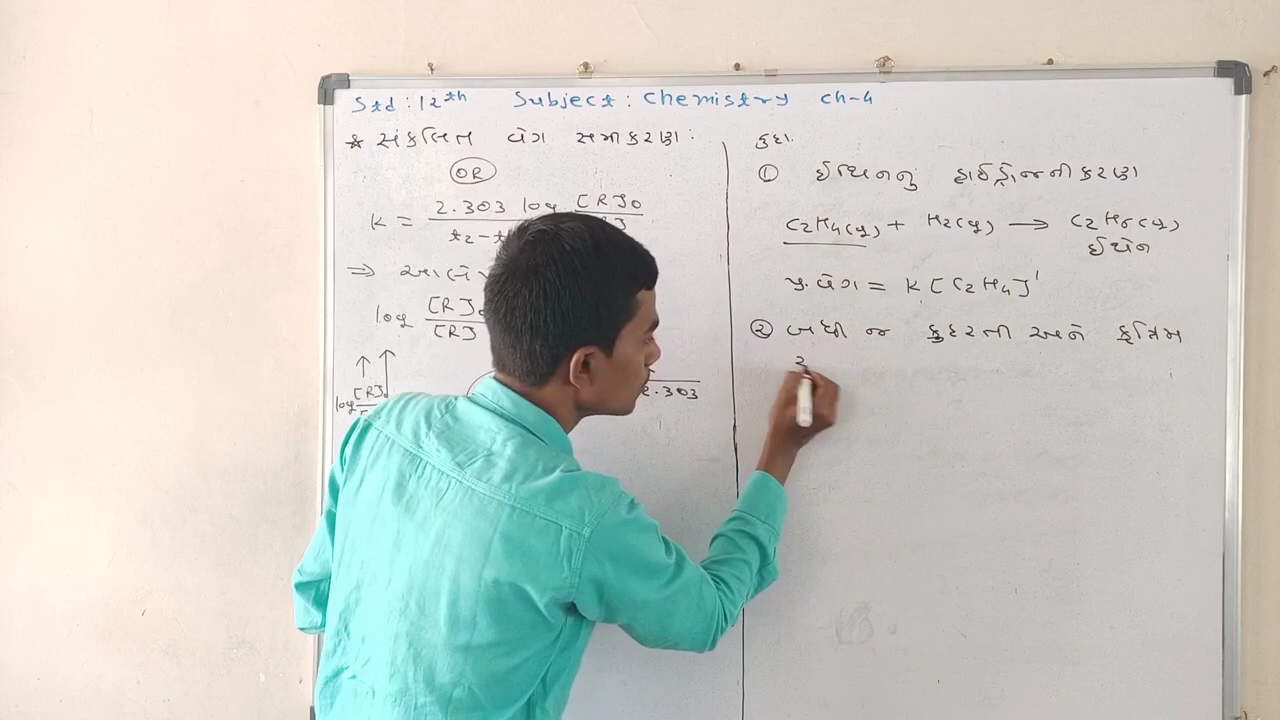 Std : 12th Subject : Chemistry Ch-4
* સંકલિત વેગ સમીકરણ :
OR
K = 2.303 log [R]0
t2-t
⇒
log [R]0
[R]
log [R]
2.303
ઉદા.
① ઈથિનનું હાઈડ્રોજનીકરણ
C2H4(g) + H2(g) → C2H6(g)
ઈથેન
પ્ર.વેગ = K [C2H4]1
② બધી જ કુદરતી અને કૃત્રિમ